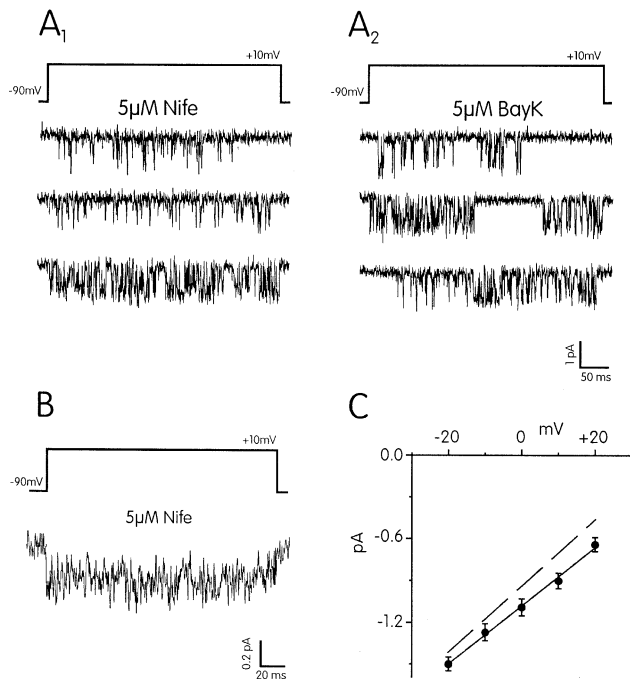 A1
A2
+10mV
+10mV
-90mV
-90mV
5µM Nife
5µM BayK
1 pA
50 ms
B
C
+10mV
-90mV
5µM Nife
0.2 pA
20 ms
mV
-20
0
+20
0.0
-0.6
-1.2
pA